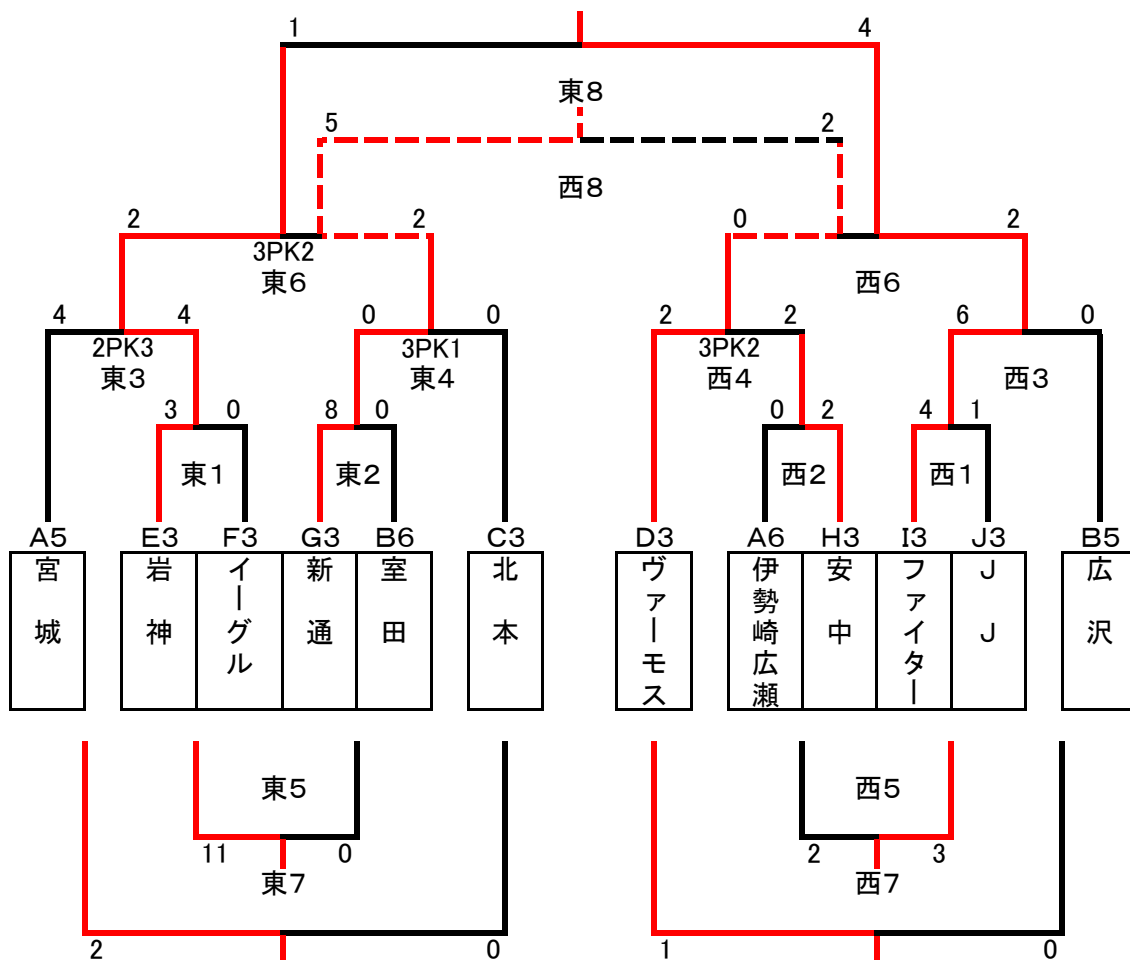 1 4
東8
5 2
西8
2 2 0 2
3PK2
東6 西6
4 4 0 0 2 2 6 0
2PK3 3PK1 3PK2
東3 東4 西4 西3
3 0 8 0 0 2 4 1
東1 東2 西2 西1
A5 E3 F3 G3 B6 C3 D3 A6 H3 I3 J3 B5
宮城
岩神
イーグル
新通
室田
北本
ヴァーモス
伊勢崎広瀬
安中
ファイター
JJ
広沢
東5 西5
11 0 2 3
東7 西7
2 0 1 0